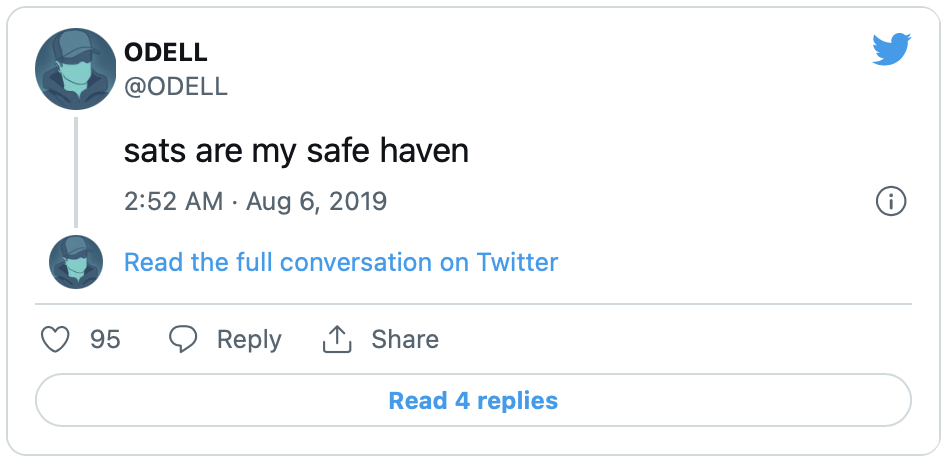 ODELL
@ODELL
sats are my safe haven
2:52 AM · Aug 6, 2019
Read the full conversation on Twitter
95 Reply Share
Read 4 replies